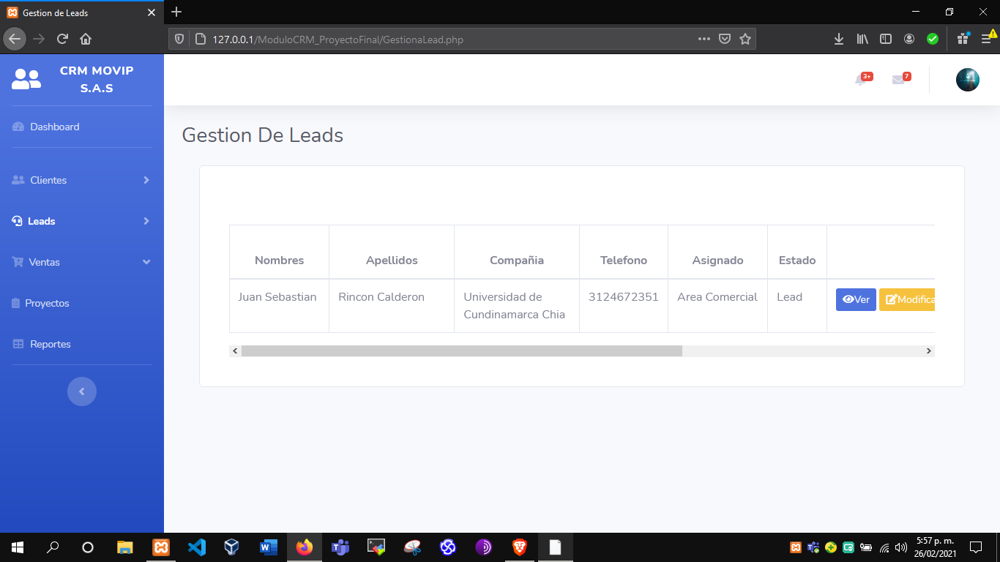 Gestion de Leads
127.0.0.1/ModuloCRM_ProyectoFinal/GestionaLead.php
CRM MOVIP
S.A.S
3+
7
Dashboard
Clientes
Leads
Ventas
Proyectos
Reportes
Gestion De Leads
Nombres Apellidos Compañia Telefono Asignado Estado
Juan Sebastian Rincon Calderon Universidad de 3124672351 Area Comercial Lead Ver Modifica
Cundinamarca Chia
5:57 p. m.
26/02/2021